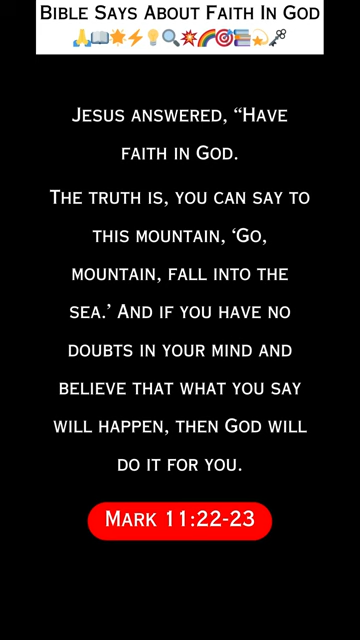 Bible Says About Faith In God
🙏📖🌟⚡💡🔍💥🌈🎯📚💫🗝
Jesus answered, “Have
faith in God.
The truth is, you can say to
this mountain, ‘Go,
mountain, fall into the
sea.’ And if you have no
doubts in your mind and
believe that what you say
will happen, then God will
do it for you.
Mark 11:22-23